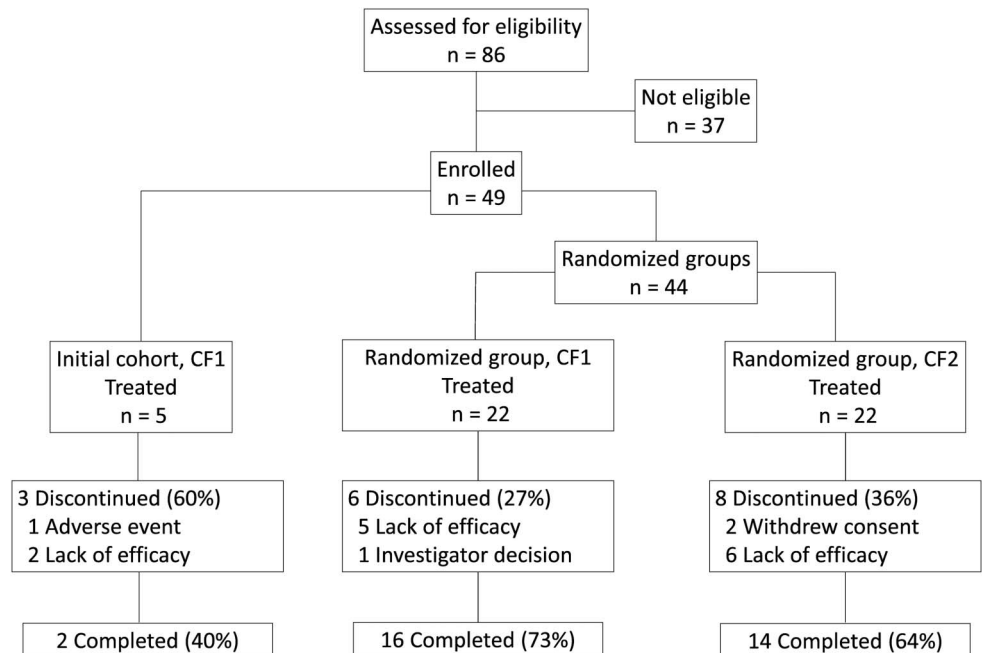 Assessed for eligibility
n = 86
Not eligible
n = 37
Enrolled
n = 49
Randomized groups
n = 44
Initial cohort, CF1
Treated
n = 5
Randomized group, CF1
Treated
n = 22
Randomized group, CF2
Treated
n = 22
3 Discontinued (60%)
1 Adverse event
2 Lack of efficacy
6 Discontinued (27%)
5 Lack of efficacy
1 Investigator decision
8 Discontinued (36%)
2 Withdrew consent
6 Lack of efficacy
2 Completed (40%)
16 Completed (73%)
14 Completed (64%)